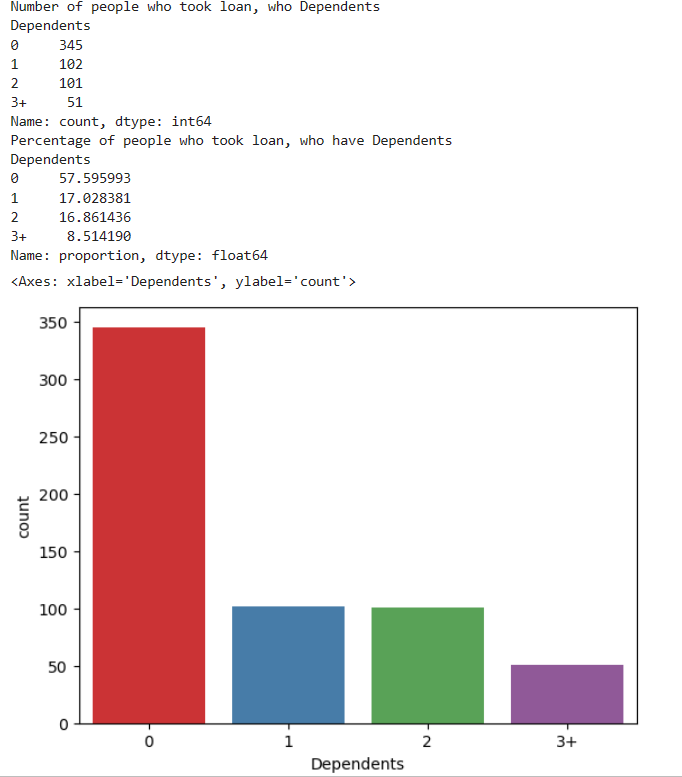 Number of people who took loan, who Dependents
Dependents
0     345
1     102
2     101
3+     51
Name: count, dtype: int64
Percentage of people who took loan, who have Dependents
Dependents
0     57.595993
1     17.028381
2     16.861436
3+     8.514190
Name: proportion, dtype: float64
<Axes: xlabel='Dependents', ylabel='count'>
350
300
250
200
150
100
50
0
count
0 1 2 3+
Dependents